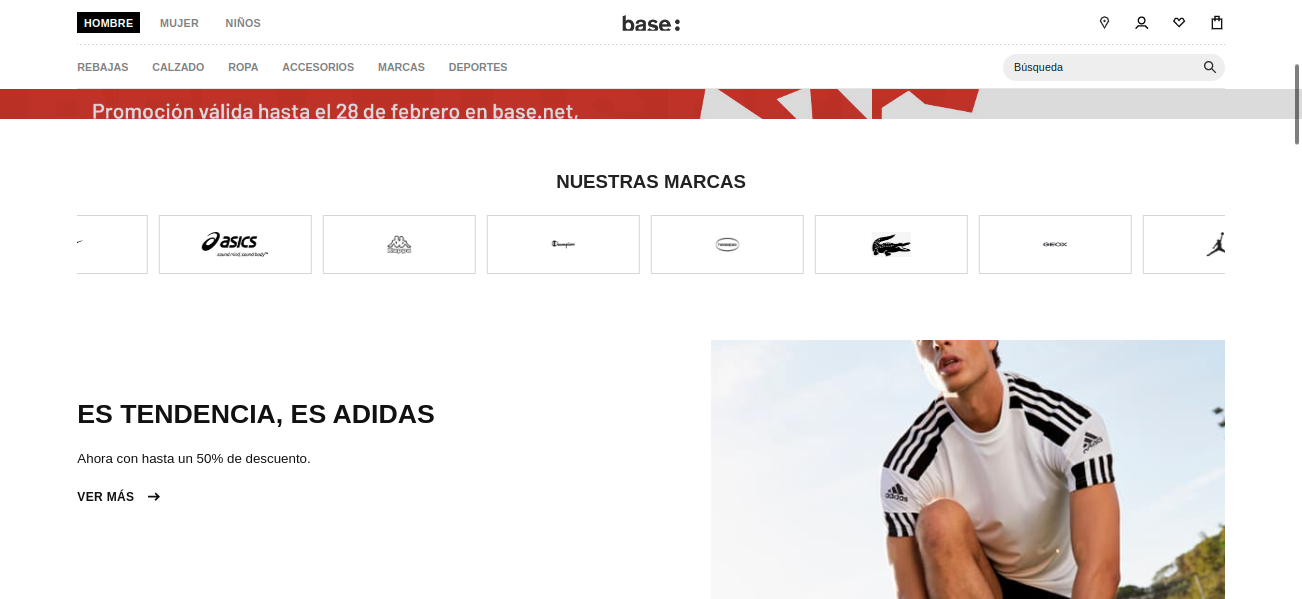 HOMBRE MUJER NIÑOS base:
REBAJAS CALZADO ROPA ACCESORIOS MARCAS DEPORTES Búsqueda
Promoción válida hasta el 28 de febrero en base.net,
NUESTRAS MARCAS
asics
sound mind, sound body™
Kappa
Champion
GEOX
ES TENDENCIA, ES ADIDAS
Ahora con hasta un 50% de descuento.
VER MÁS
adidas